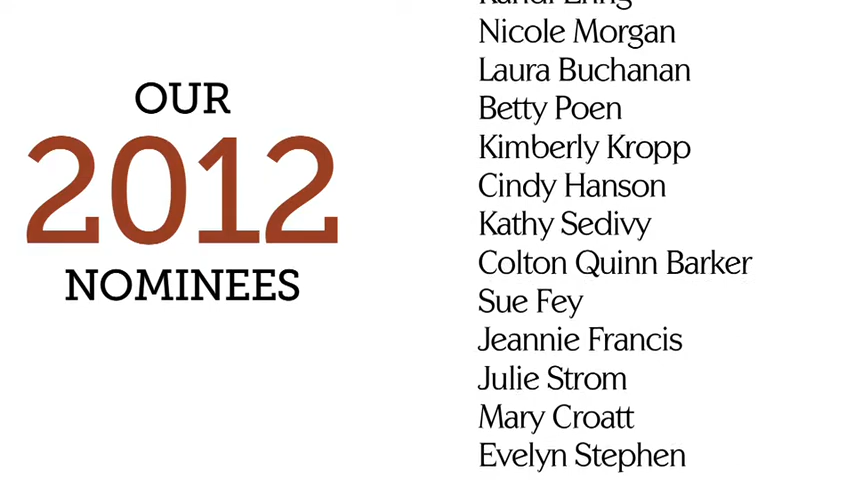 OUR
2012
NOMINEES
Nicole Morgan
Laura Buchanan
Betty Poen
Kimberly Kropp
Cindy Hanson
Kathy Sedivy
Colton Quinn Barker
Sue Fey
Jeannie Francis
Julie Strom
Mary Croatt
Evelyn Stephen